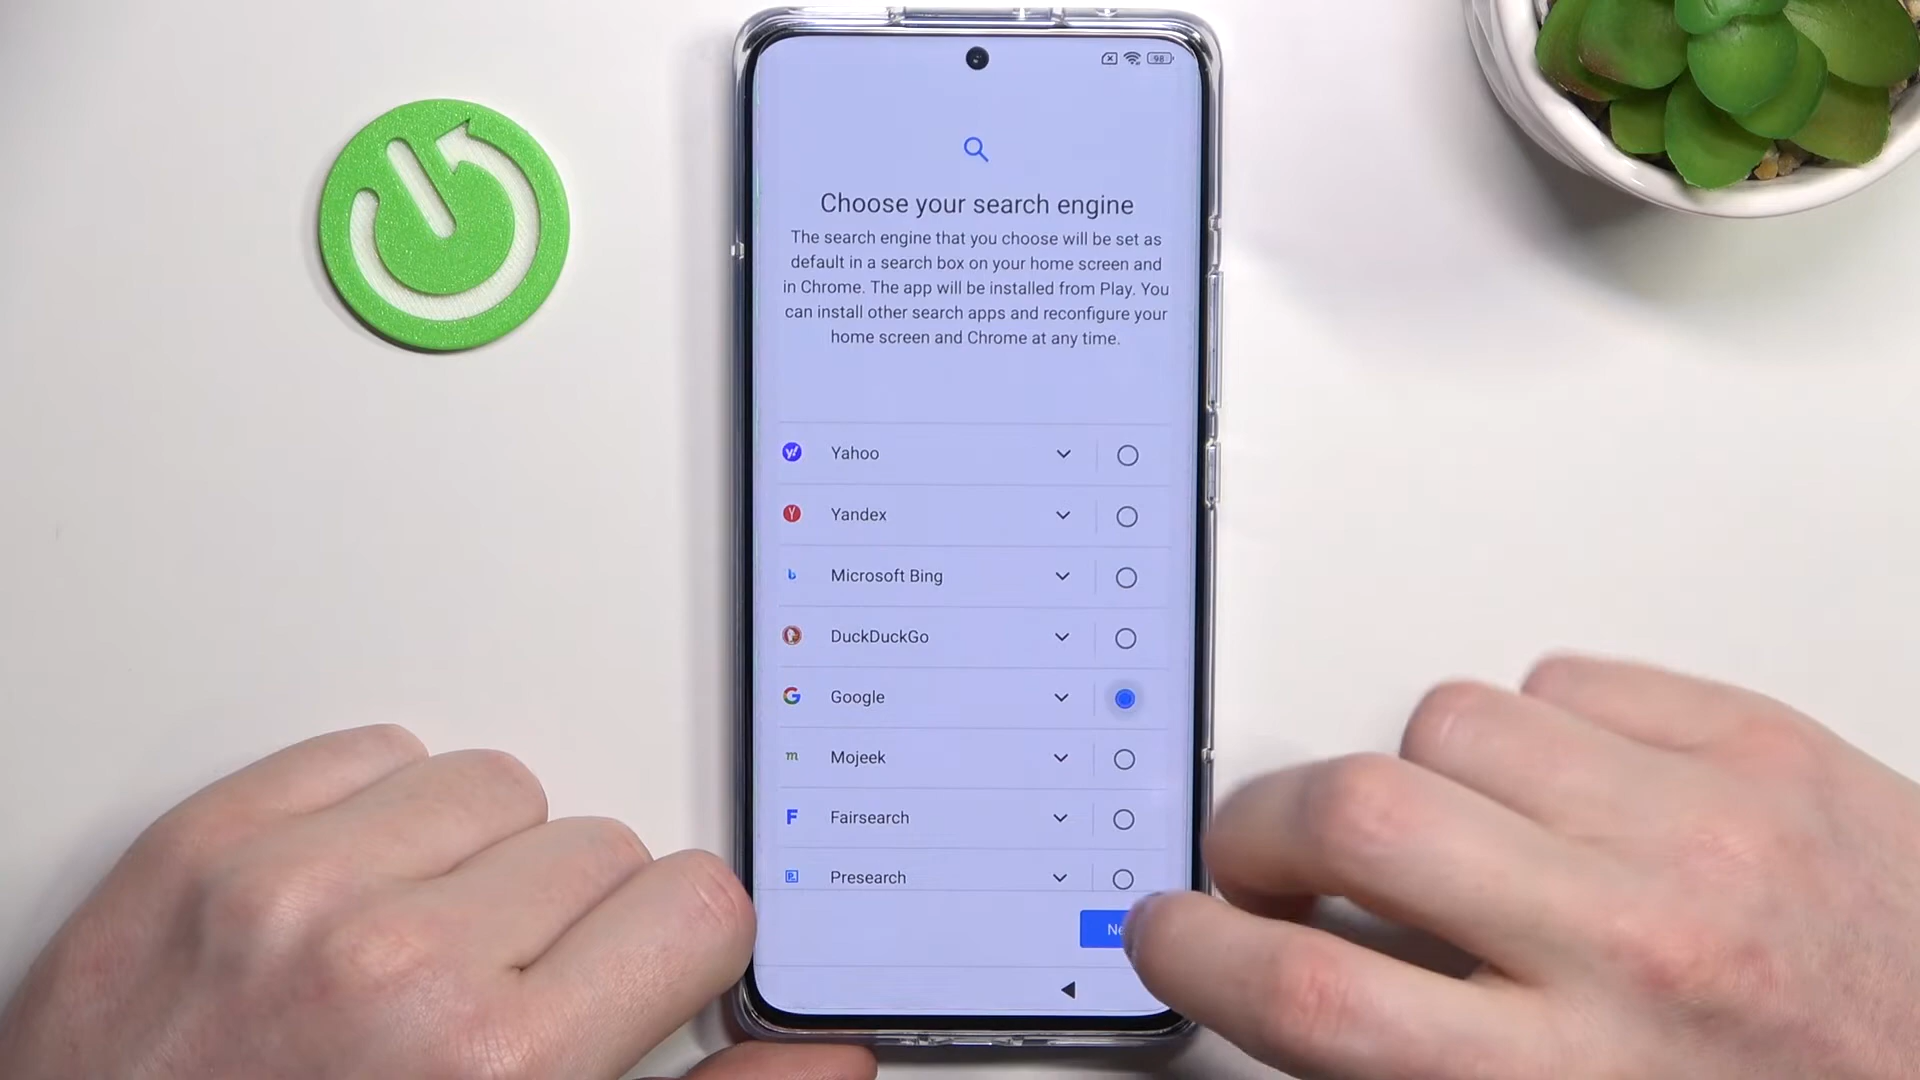 98
Choose your search engine
The search engine that you choose will be set as
default in a search box on your home screen and
in Chrome. The app will be installed from Play. You
can install other search apps and reconfigure your
home screen and Chrome at any time.
Yahoo
Yandex
Microsoft Bing
DuckDuckGo
Google
Mojeek
Fairsearch
Presearch